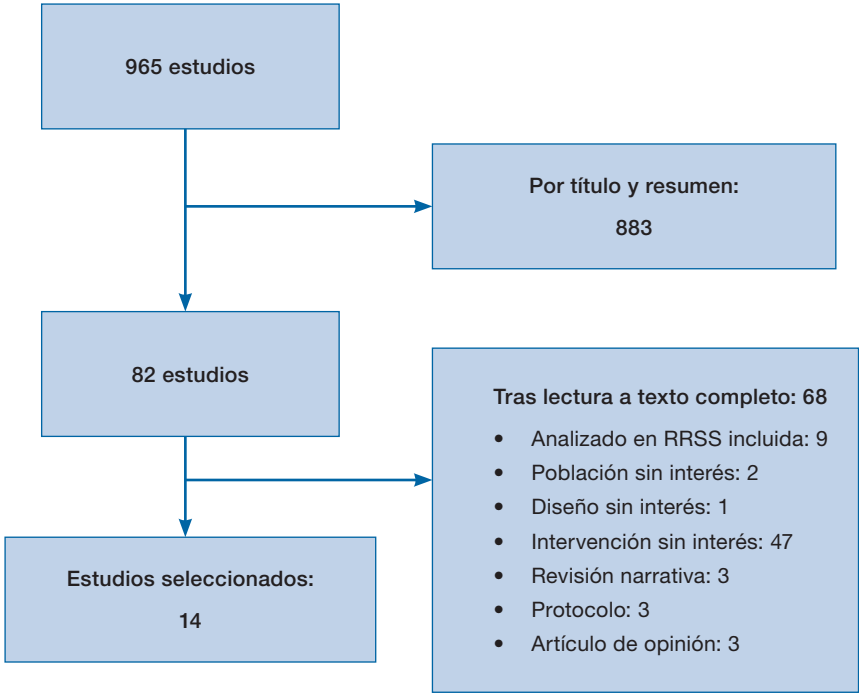 965 estudios
Por título y resumen:
883
82 estudios
Tras lectura a texto completo: 68
• Analizado en RRSS incluida: 9
• Población sin interés: 2
• Diseño sin interés: 1
• Intervención sin interés: 47
• Revisión narrativa: 3
• Protocolo: 3
• Artículo de opinión: 3
Estudios seleccionados:
14